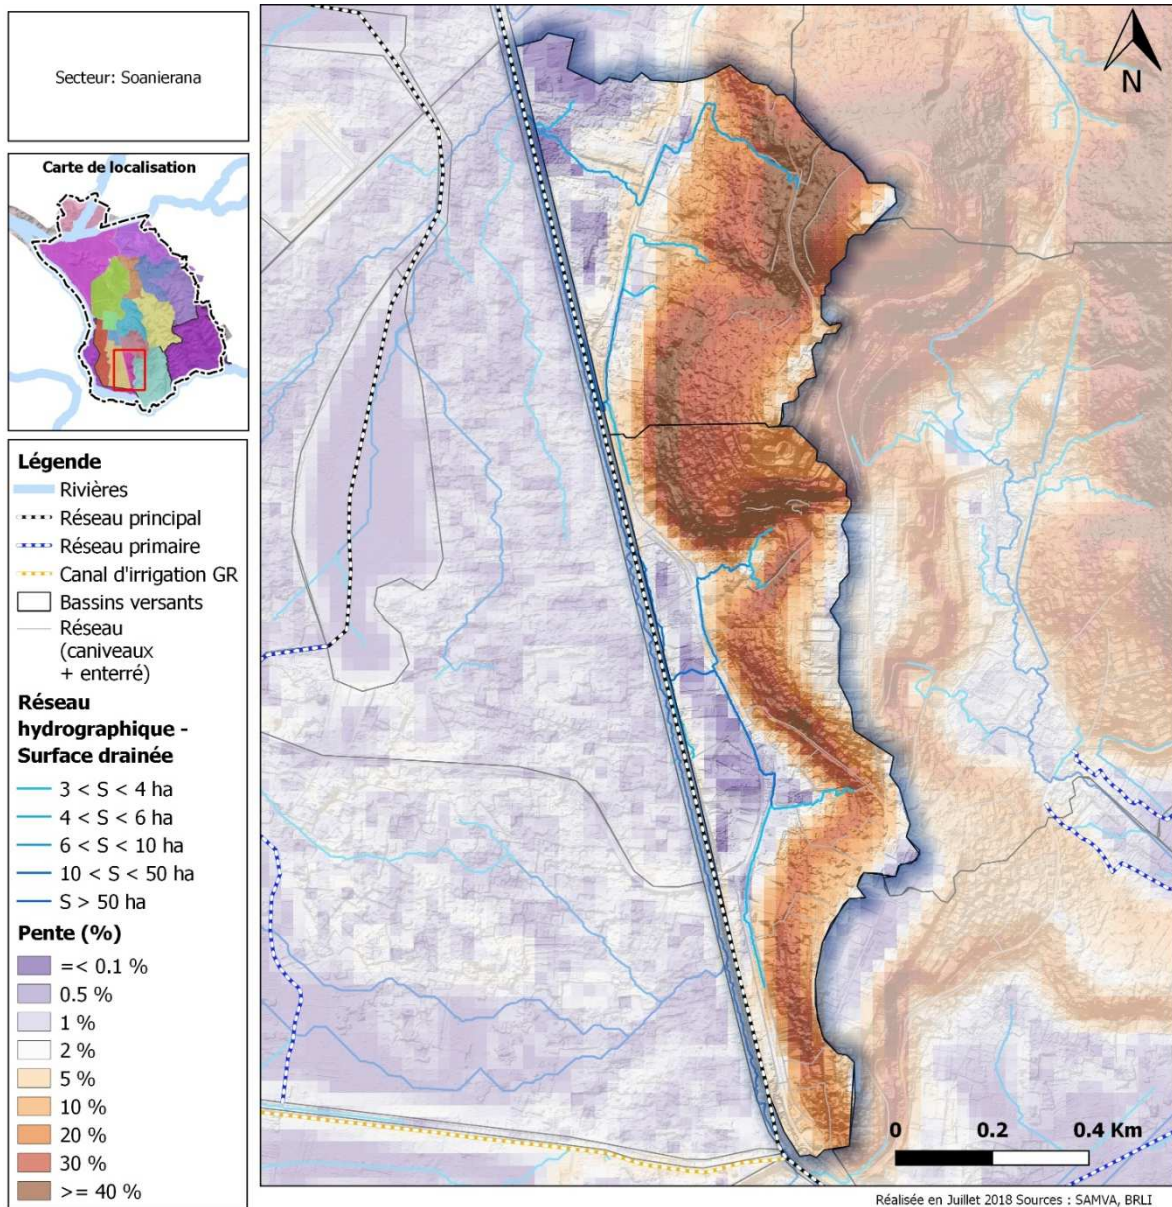 Secteur: Soanierana
Carte de localisation
Légende
Rivières
Réseau principal
Réseau primaire
Canal d'irrigation GR
Bassins versants
Réseau
(caniveaux
+ enterré)
Réseau
hydrographique -
Surface drainée
3 < S < 4 ha
4 < S < 6 ha
6 < S < 10 ha
10 < S < 50 ha
S > 50 ha
Pente (%)
=< 0.1 %
0.5 %
1 %
2 %
5 %
10 %
20 %
30 %
>= 40 %
N
0 0.2 0.4 Km
Réalisée en Juillet 2018 Sources : SAMVA, BRLI